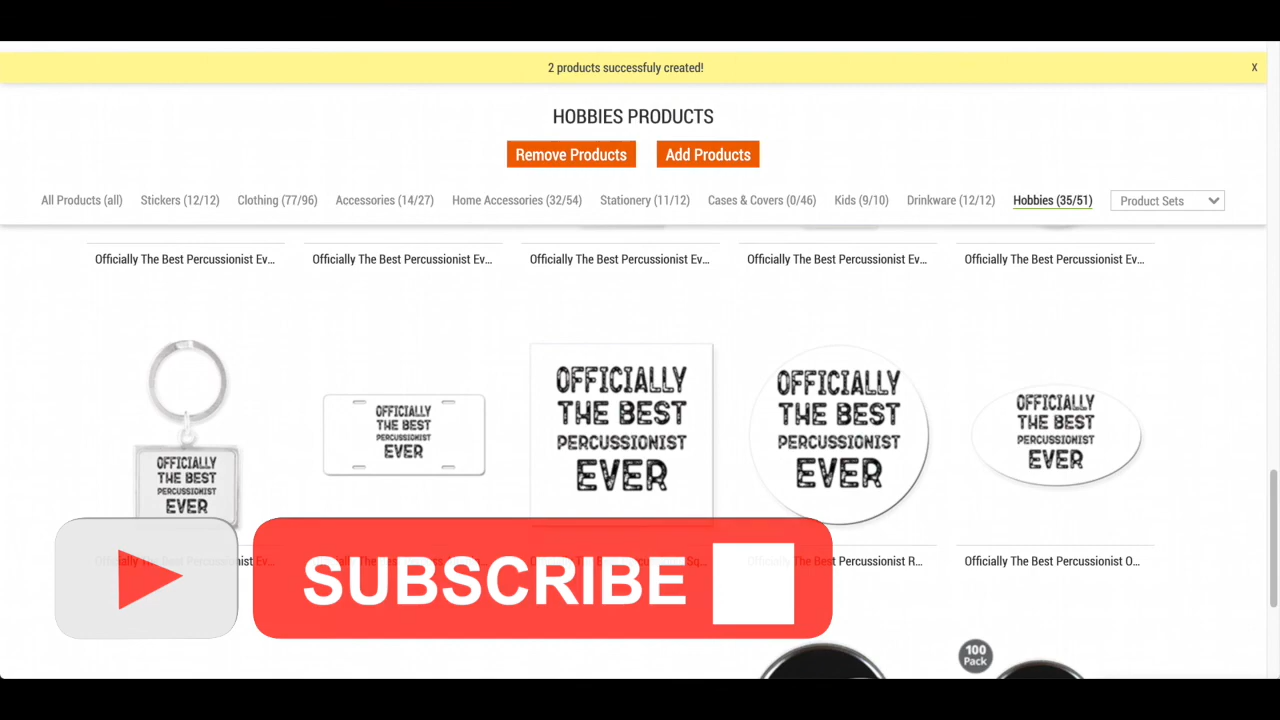 2 products successfuly created!
X
HOBBIES PRODUCTS
Remove Products
Add Products
All Products (all) Stickers (12/12) Clothing (77/96) Accessories (14/27) Home Accessories (32/54) Stationery (11/12) Cases & Covers (0/46) Kids (9/10) Drinkware (12/12) Hobbies (35/51) Product Sets
Officially The Best Percussionist Ev... Officially The Best Percussionist Ev... Officially The Best Percussionist Ev... Officially The Best Percussionist Ev... Officially The Best Percussionist Ev...
OFFICIALLY
THE BEST
PERCUSSIONIST
EVER
OFFICIALLY
THE BEST
PERCUSSIONIST
EVER
OFFICIALLY
THE BEST
PERCUSSIONIST
EVER
OFFICIALLY
THE BEST
PERCUSSIONIST
EVER
OFFICIALLY
THE BEST
PERCUSSIONIST
EVER
Officially The Best Percussionist R...
Officially The Best Percussionist O...
SUBSCRIBE
100
Pack